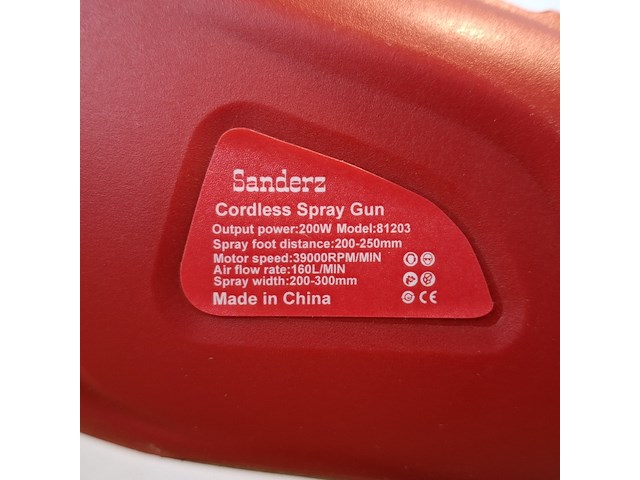 Sanderz
Cordless Spray Gun
Output power:200W Model:81203
Spray foot distance:200-250mm
Motor speed:39000RPM/MIN
Air flow rate:160L/MIN
Spray width:200-300mm
Made in China CE